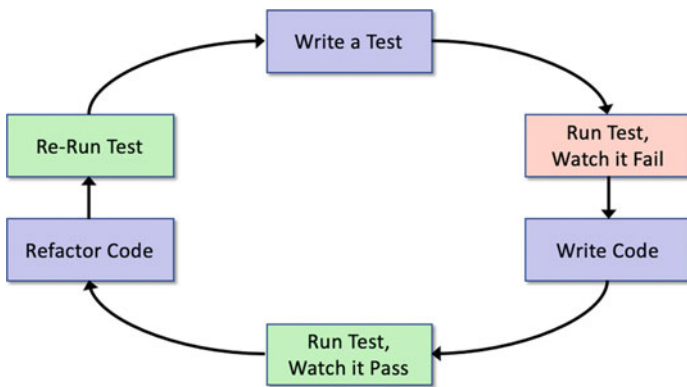 Write a Test
Run Test,
Watch it Fail
Write Code
Run Test,
Watch it Pass
Refactor Code
Re-Run Test